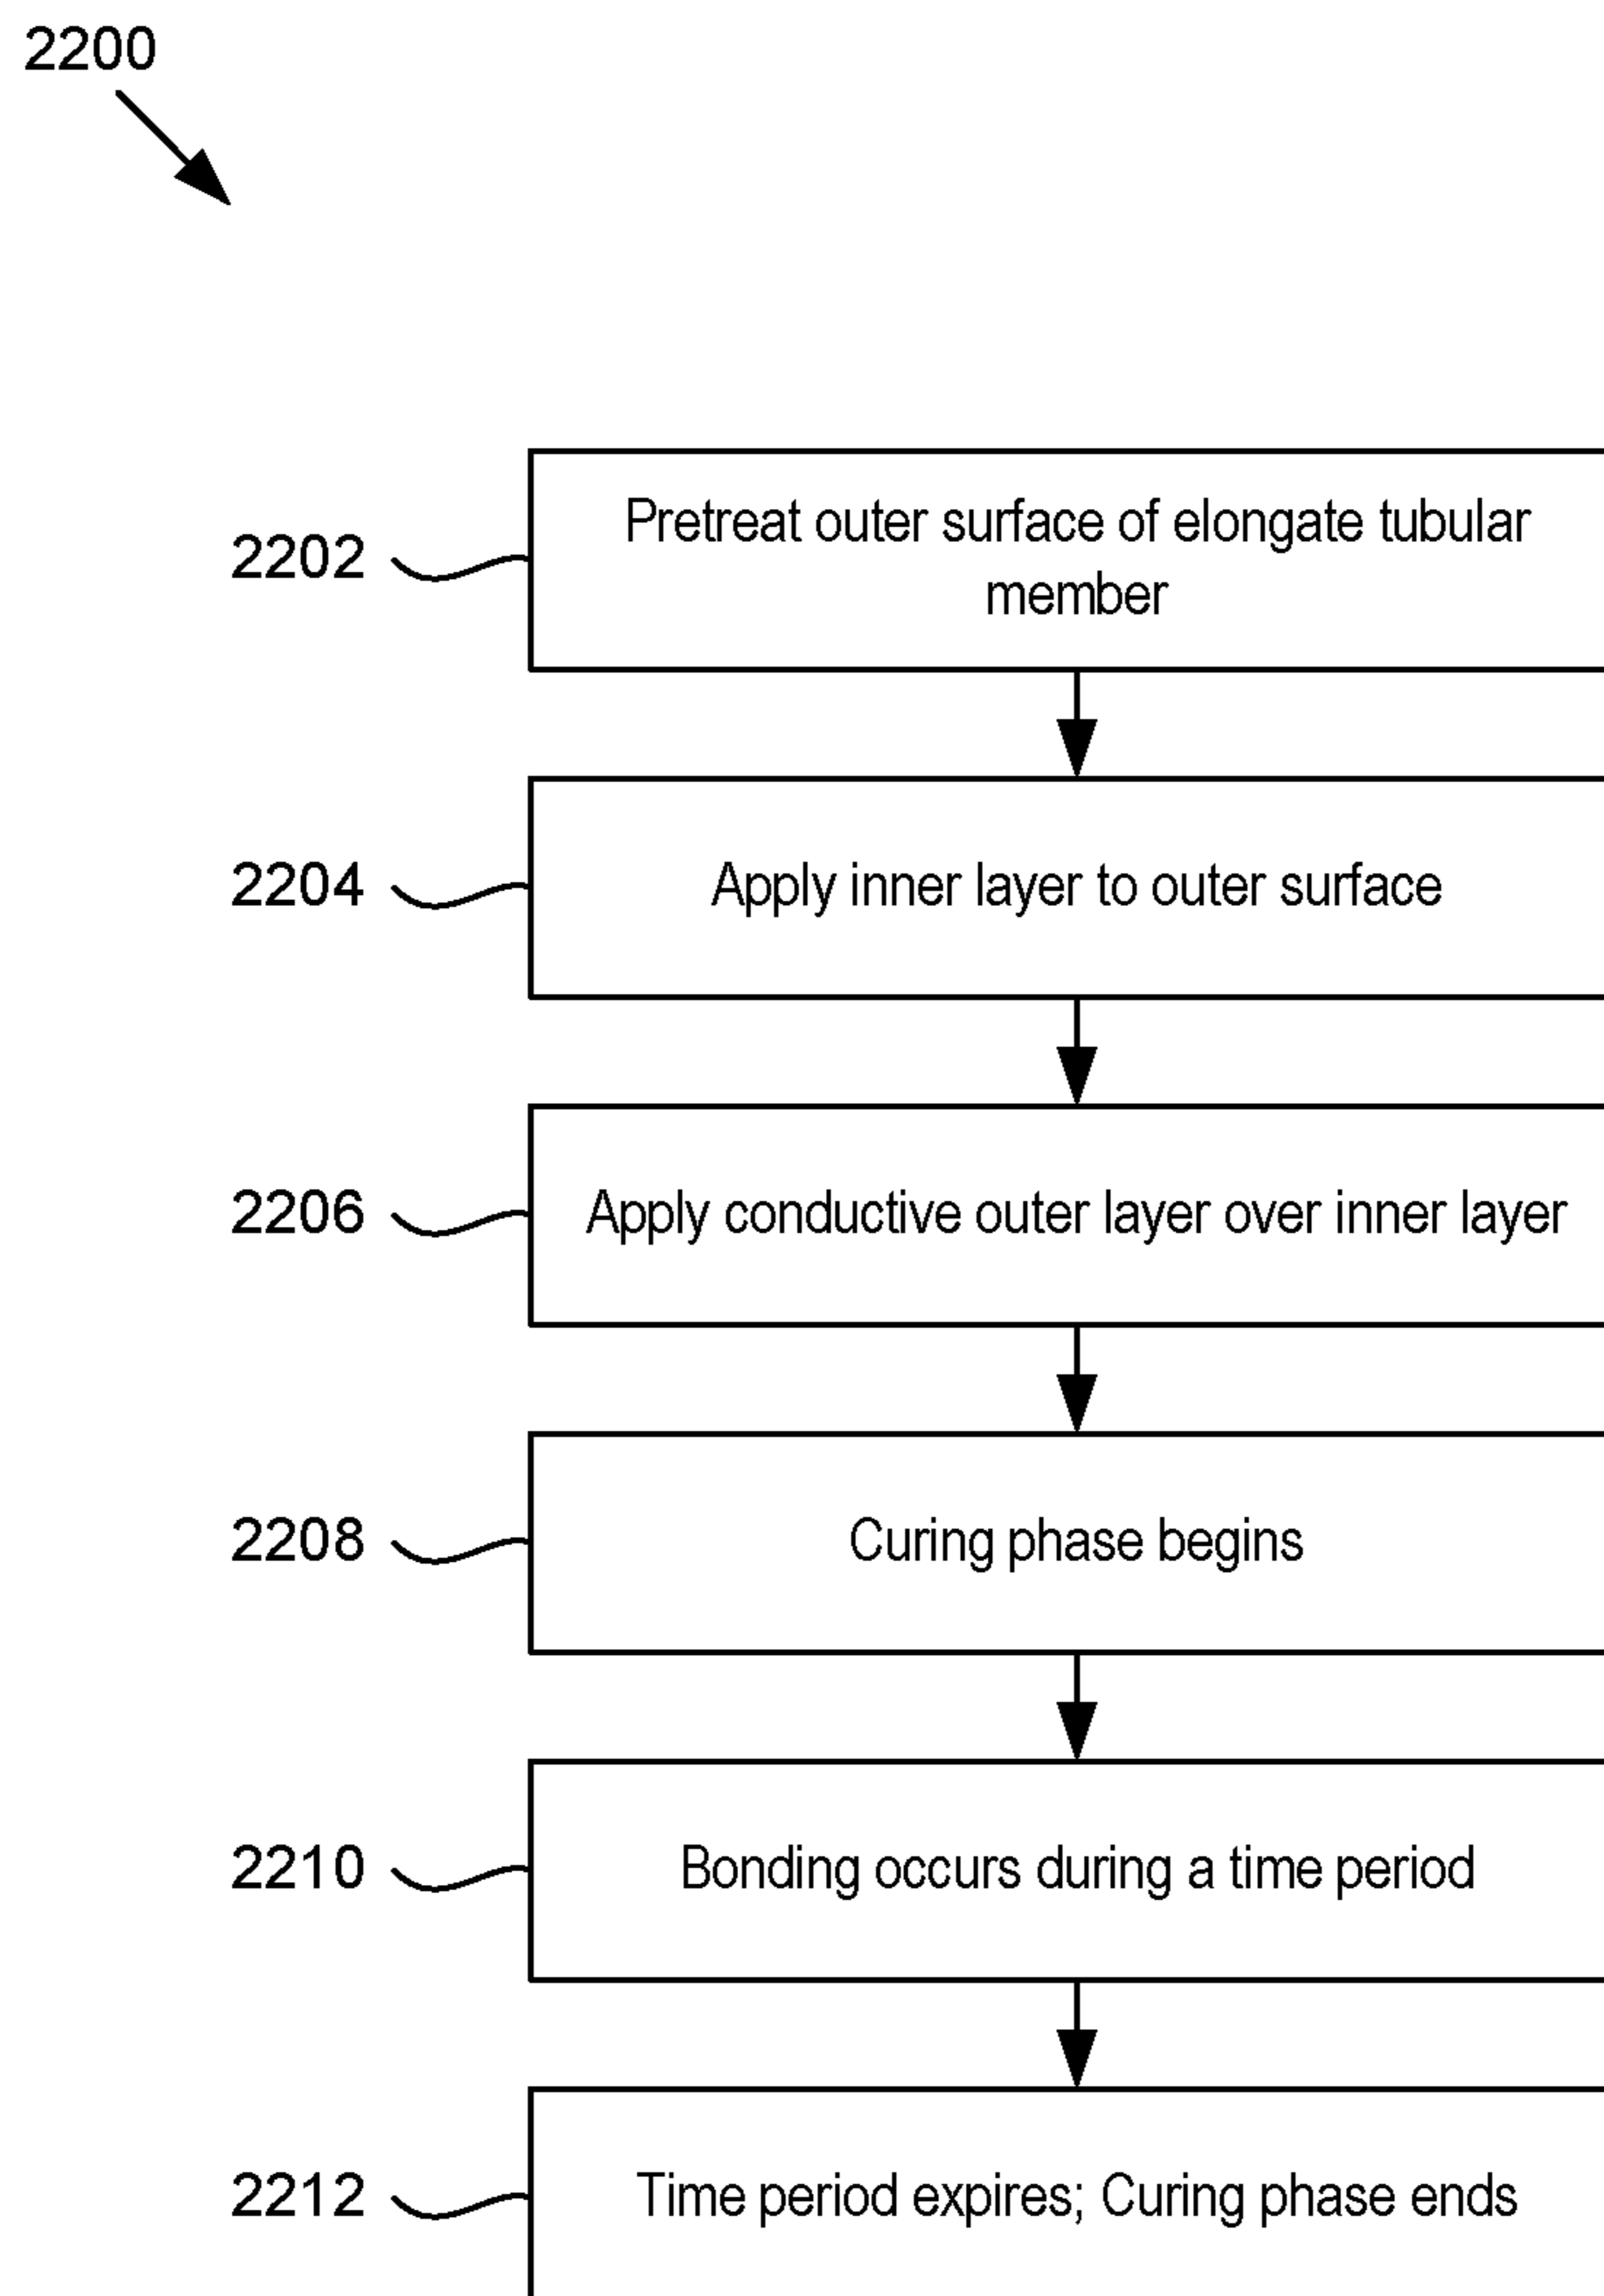 2200
2202
Pretreat outer surface of elongate tubular
member
2204
Apply inner layer to outer surface
2206
Apply conductive outer layer over inner layer
2208
Curing phase begins
2210
Bonding occurs during a time period
2212
Time period expires; Curing phase ends